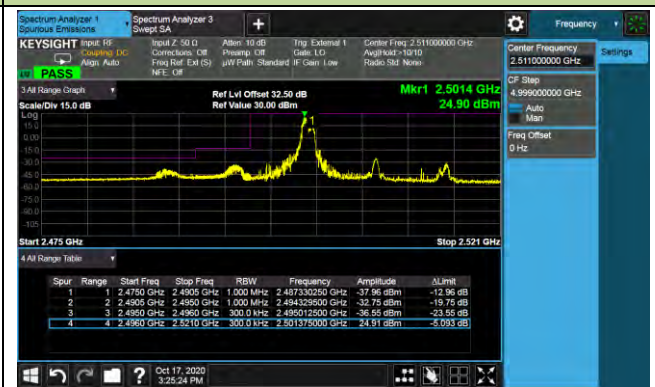 Spectrum Analyzer 1
Spurious Emissions
Spectrum Analyzer 3
Swept SA
Frequency
KEYSIGHT Input: RF
Coupling: DC
Align: Auto
Input Z: 50 Ω
Corrections: Off
Freq Ref: Ext (S)
NFE: Off
Atten: 10 dB
Preamp: Off
µW Path: Standard
Trig: External 1
Gate: LO
IF Gain: Low
Center Freq: 2.511000000 GHz
Avg|Hold:>10/10
Radio Std: None
PASS
Center Frequency
2.511000000 GHz
Settings
CF Step
4.999000000 GHz
Auto
Man
Freq Offset
0 Hz
3 All Range Graph
Scale/Div 15.0 dB
Ref Lvl Offset 32.50 dB
Ref Value 30.00 dBm
Mkr1 2.5014 GHz
24.90 dBm
Log
15.0
0.00
-15.0
-30.0
-45.0
-60.0
-75.0
-90.0
-105
1
Start 2.475 GHz
Stop 2.521 GHz
4 All Range Table
Spur Range Start Freq Stop Freq RBW Frequency Amplitude ΔLimit
1 1 2.4750 GHz 2.4905 GHz 1.000 MHz 2.487330250 GHz -37.96 dBm -12.96 dB
2 2 2.4905 GHz 2.4950 GHz 1.000 MHz 2.494329500 GHz -32.75 dBm -19.75 dB
3 3 2.4950 GHz 2.4960 GHz 300.0 kHz 2.495012500 GHz -36.55 dBm -23.55 dB
4 4 2.4960 GHz 2.5210 GHz 300.0 kHz 2.501375000 GHz 24.91 dBm -5.093 dB
Oct 17, 2020
3:25:24 PM